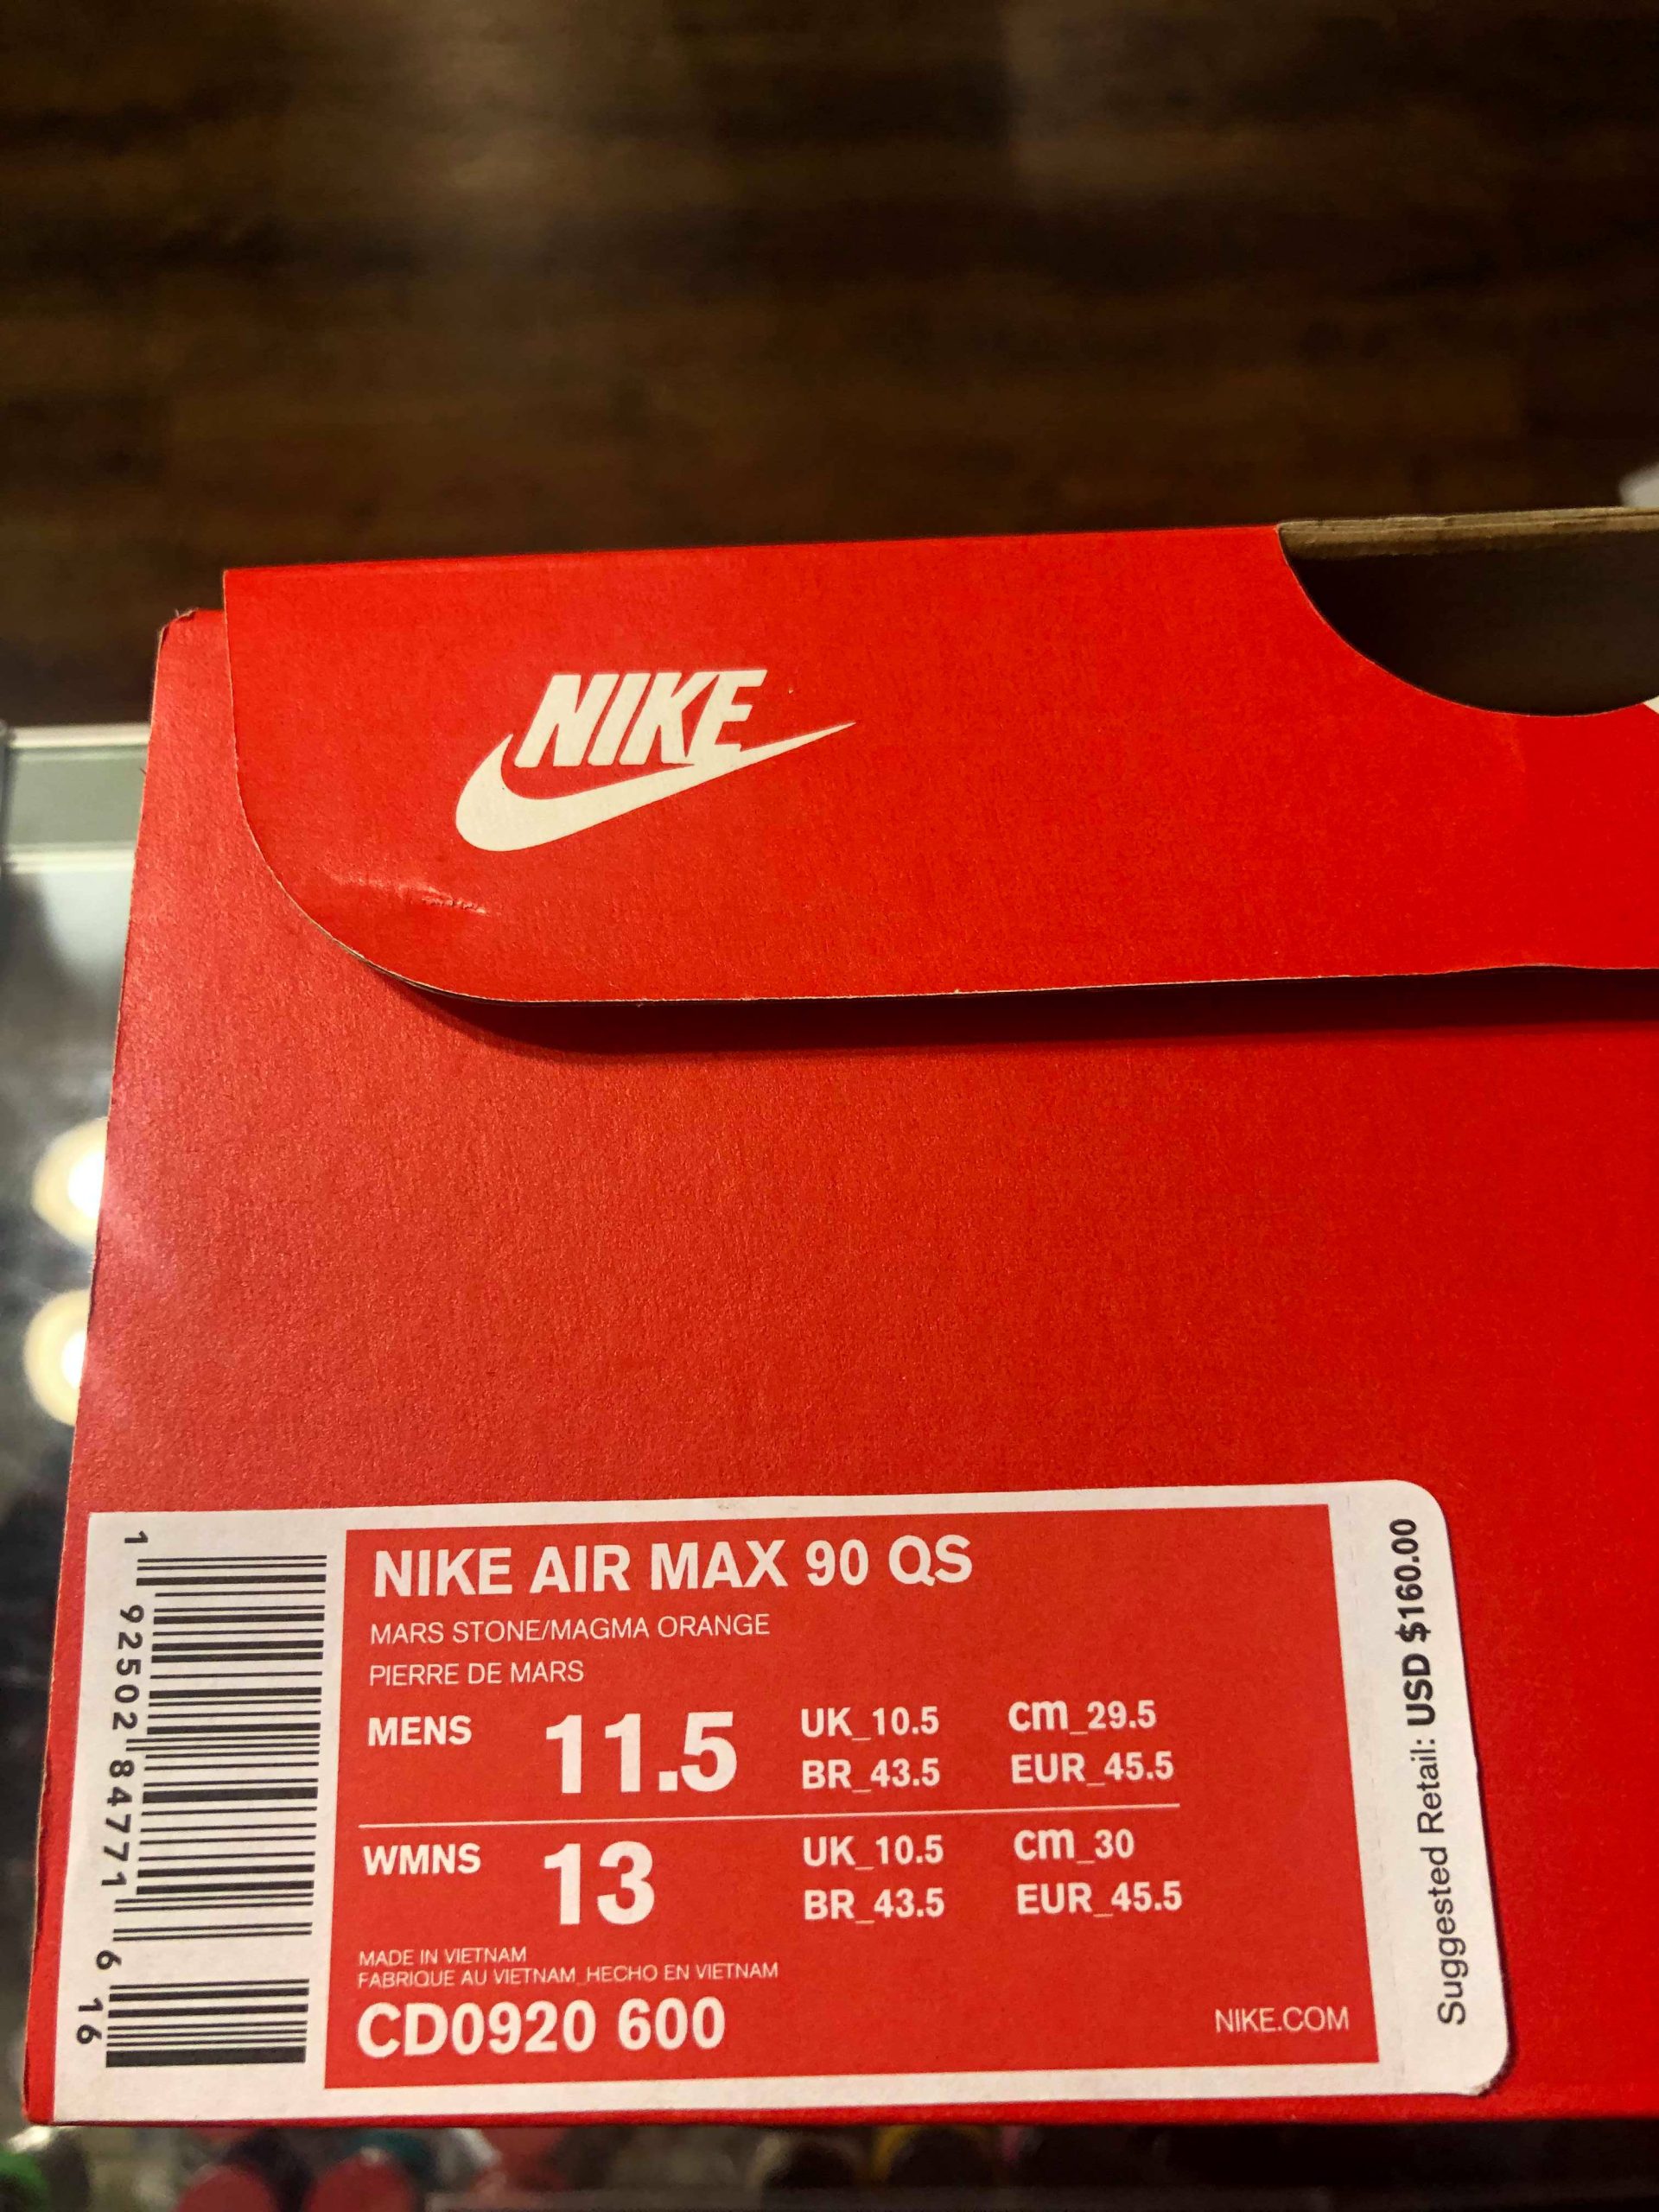 NIKE
NIKE AIR MAX 90 QS
MARS STONE/MAGMA ORANGE
PIERRE DE MARS
MENS 11.5 UK_10.5 cm_29.5
BR_43.5 EUR_45.5
WMNS 13 UK_10.5 cm_30
BR_43.5 EUR_45.5
MADE IN VIETNAM
FABRIQUE AU VIETNAM_HECHO EN VIETNAM
CD0920 600
NIKE.COM
1 92502 84771 6 16
Suggested Retail: USD $160.00